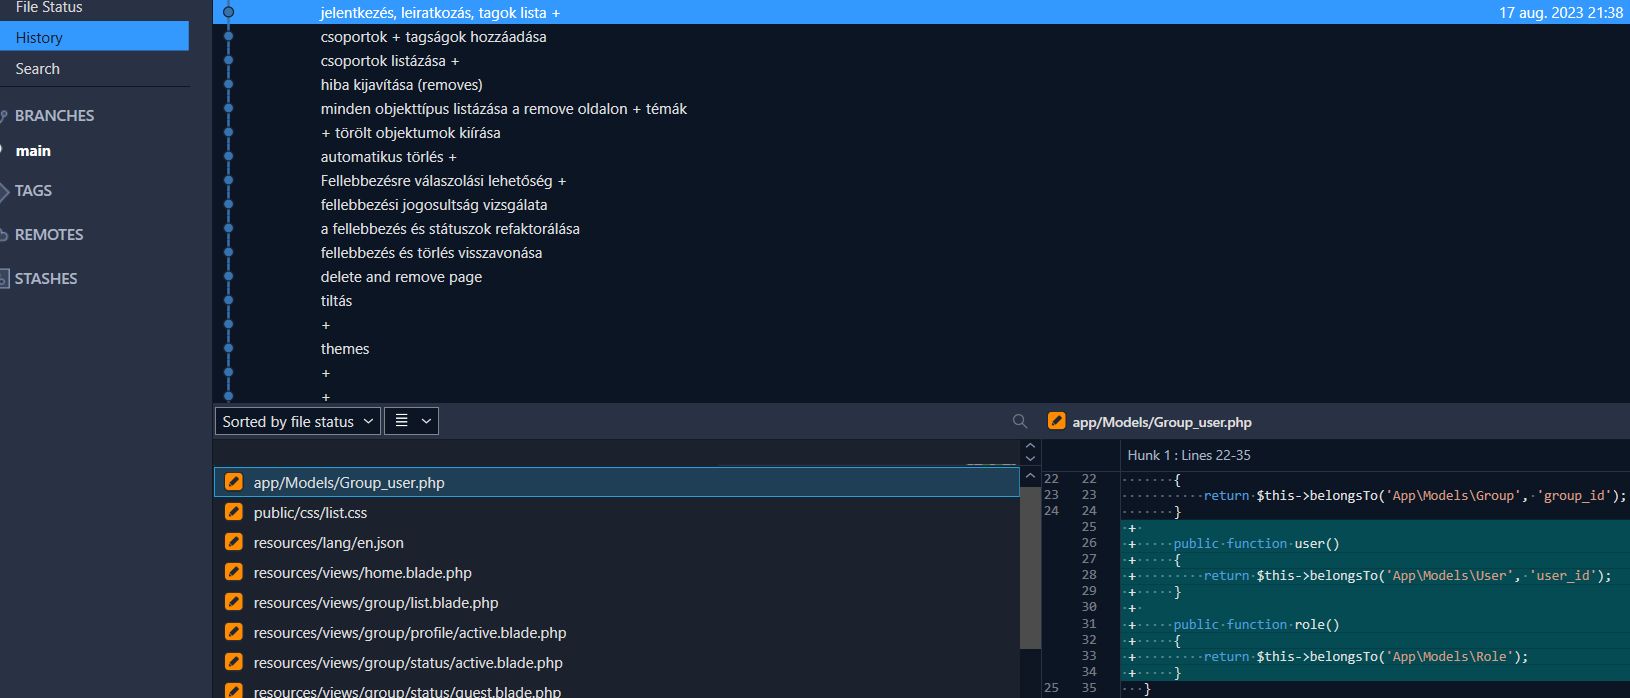 File Status
History
Search
BRANCHES
main
TAGS
REMOTES
STASHES
jelentkezés, leiratkozás, tagok lista + 17 aug. 2023 21:38
csoportok + tagságok hozzáadása
csoportok listázása +
hiba kijavítása (removes)
minden objekttípus listázása a remove oldalon + témák
+ törölt objektumok kiírása
automatikus törlés +
Fellebbezésre válaszolási lehetőség +
fellebbezési jogosultság vizsgálata
a fellebbezés és státuszok refaktorálása
fellebbezés és törlés visszavonása
delete and remove page
tiltás
+
themes
+
+
Sorted by file status
app/Models/Group_user.php
public/css/list.css
resources/lang/en.json
resources/views/home.blade.php
resources/views/group/list.blade.php
resources/views/group/profile/active.blade.php
resources/views/group/status/active.blade.php
resources/views/group/status/guest.blade.php
app/Models/Group_user.php
Hunk 1 : Lines 22-35
22 22 ·······{
23 23 ··········return·$this->belongsTo('App\Models\Group',·'group_id');
24 24 ·······}
25 +·
26 +·····public·function·user()
27 +·····{
28 +·········return·$this->belongsTo('App\Models\User',·'user_id');
29 +·····}
30 +·
31 +·····public·function·role()
32 +·····{
33 +·········return·$this->belongsTo('App\Models\Role');
34 +·····}
25 35 ···}